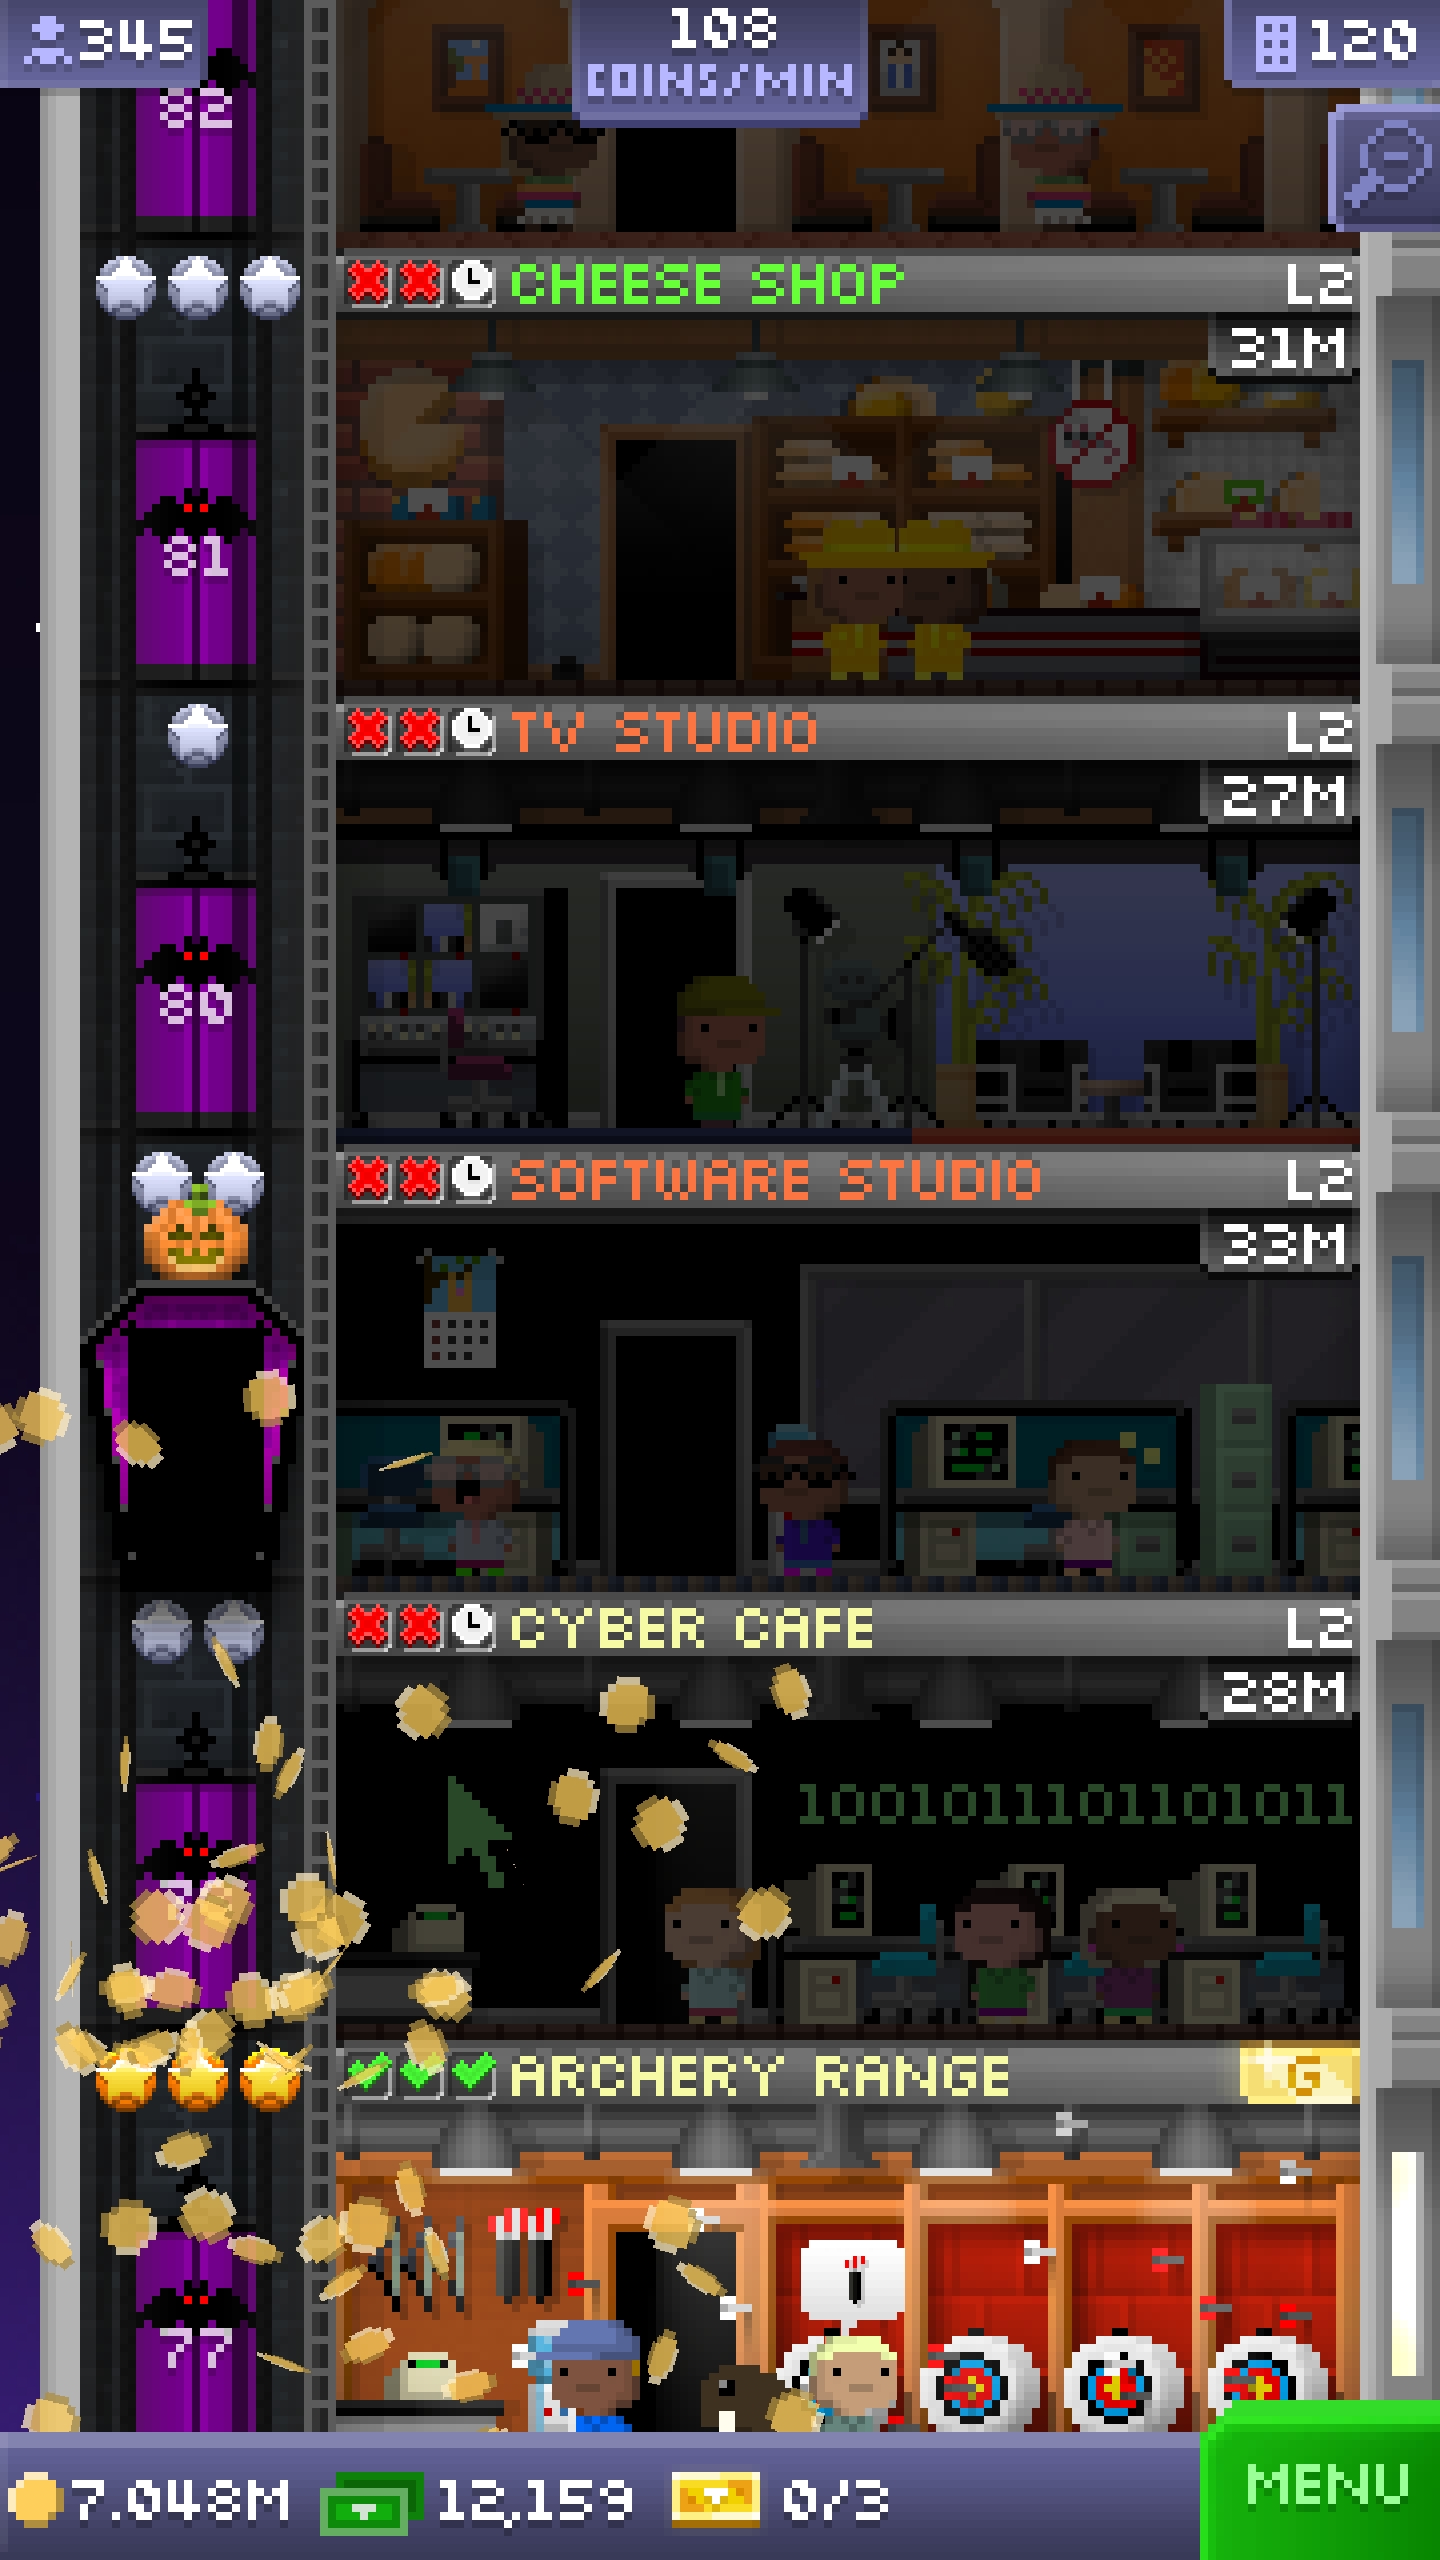 345
108
COINS/MIN
120
82
CHEESE SHOP L2
31M
81
TV STUDIO L2
27M
80
SOFTWARE STUDIO L2
33M
CYBER CAFE L2
28M
1001011101101011
ARCHERY RANGE G
77
7.048M 12,159 0/3
MENU